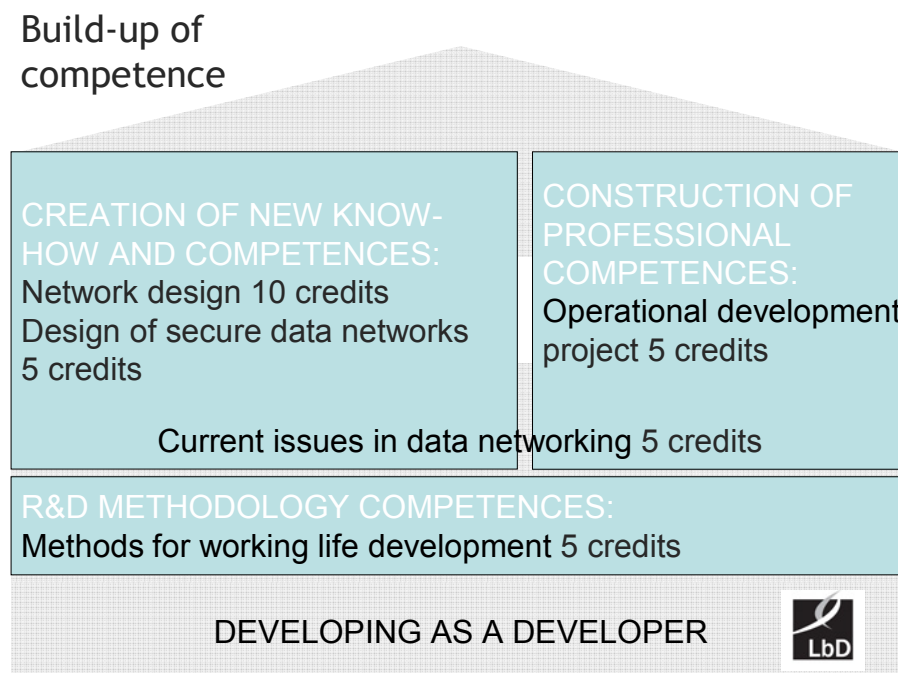 Build-up of
competence
CREATION OF NEW KNOW-
HOW AND COMPETENCES:
Network design 10 credits
Design of secure data networks
5 credits
CONSTRUCTION OF
PROFESSIONAL
COMPETENCES:
Operational development
project 5 credits
Current issues in data networking 5 credits
R&D METHODOLOGY COMPETENCES:
Methods for working life development 5 credits
DEVELOPING AS A DEVELOPER
LbD